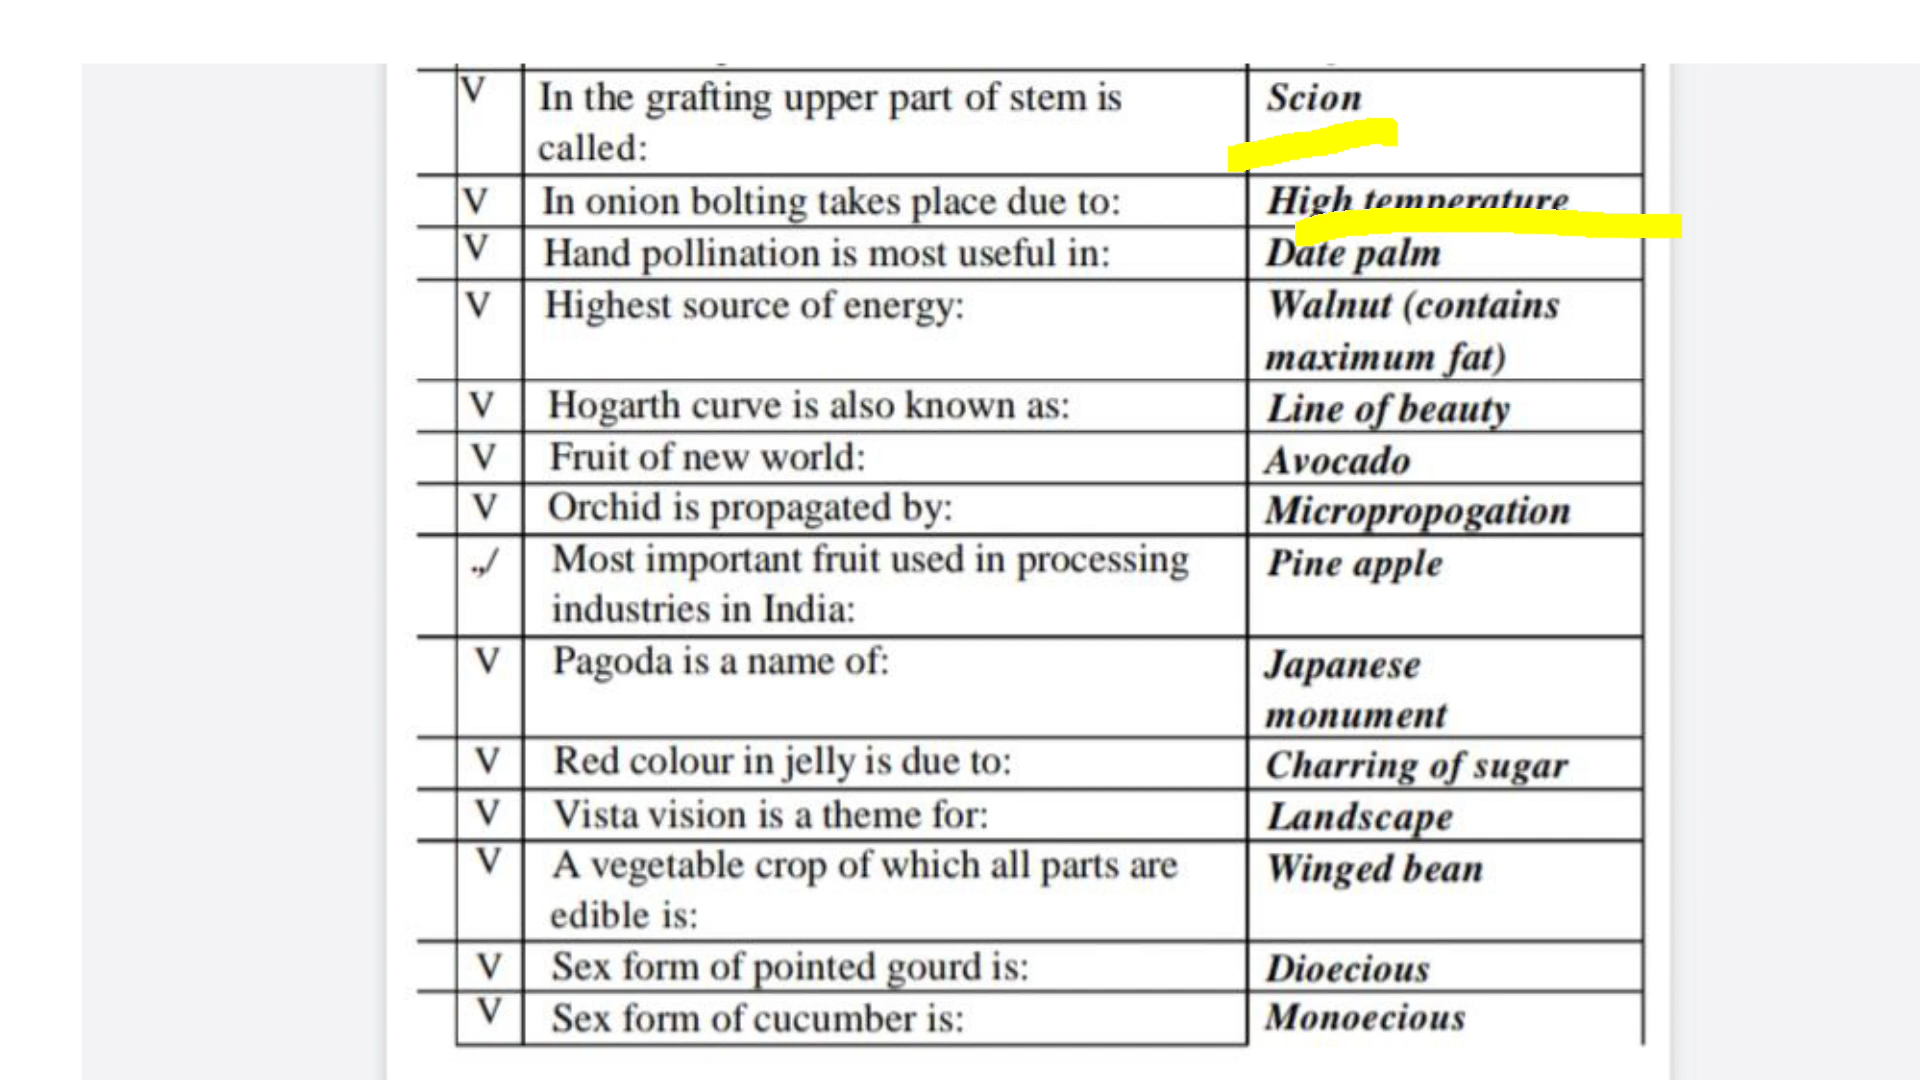 V In the grafting upper part of stem is Scion
called:
V In onion bolting takes place due to: High temperature
V Hand pollination is most useful in: Date palm
V Highest source of energy: Walnut (contains
maximum fat)
V Hogarth curve is also known as: Line of beauty
V Fruit of new world: Avocado
V Orchid is propagated by: Micropropogation
.,/ Most important fruit used in processing Pine apple
industries in India:
V Pagoda is a name of: Japanese
monument
V Red colour in jelly is due to: Charring of sugar
V Vista vision is a theme for: Landscape
V A vegetable crop of which all parts are Winged bean
edible is:
V Sex form of pointed gourd is: Dioecious
V Sex form of cucumber is: Monoecious